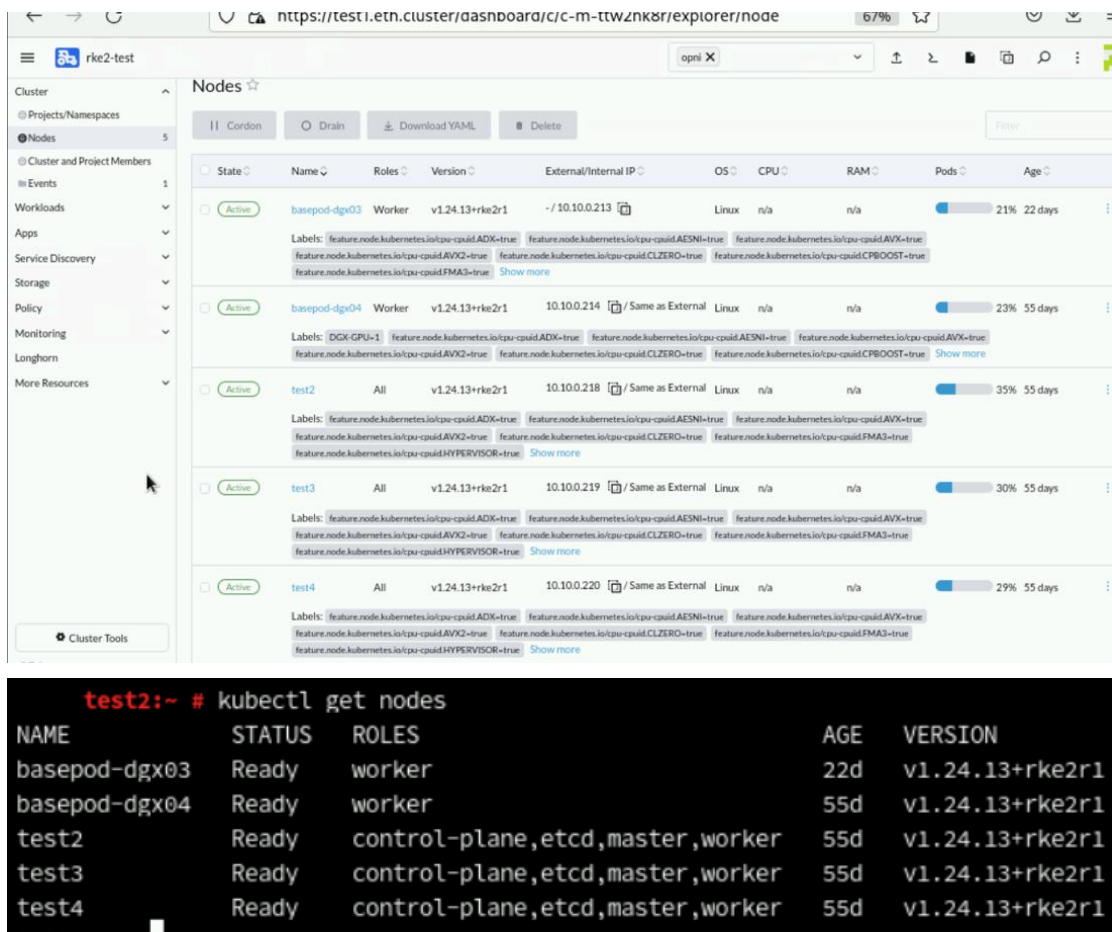 https://test1.eth.cluster/dashboard/c/c-m-ttw2nk8r/explorer/node 67%
rke2-test opni
Cluster
Projects/Namespaces
Nodes 5
Cluster and Project Members
Events 1
Workloads
Apps
Service Discovery
Storage
Policy
Monitoring
Longhorn
More Resources
Cluster Tools
Nodes
Cordon Drain Download YAML Delete Filter
State Name Roles Version External/Internal IP OS CPU RAM Pods Age
Active basepod-dgx03 Worker v1.24.13+rke2r1 - / 10.10.0.213 Linux n/a n/a 21% 22 days
Labels: feature.node.kubernetes.io/cpu-cpuid.ADX=true feature.node.kubernetes.io/cpu-cpuid.AESNI=true feature.node.kubernetes.io/cpu-cpuid.AVX=true
feature.node.kubernetes.io/cpu-cpuid.AVX2=true feature.node.kubernetes.io/cpu-cpuid.CLZERO=true feature.node.kubernetes.io/cpu-cpuid.CPBOOST=true
feature.node.kubernetes.io/cpu-cpuid.FMA3=true Show more
Active basepod-dgx04 Worker v1.24.13+rke2r1 10.10.0.214 / Same as External Linux n/a n/a 23% 55 days
Labels: DGX-GPU=1 feature.node.kubernetes.io/cpu-cpuid.ADX=true feature.node.kubernetes.io/cpu-cpuid.AESNI=true feature.node.kubernetes.io/cpu-cpuid.AVX=true
feature.node.kubernetes.io/cpu-cpuid.AVX2=true feature.node.kubernetes.io/cpu-cpuid.CLZERO=true feature.node.kubernetes.io/cpu-cpuid.CPBOOST=true Show more
Active test2 All v1.24.13+rke2r1 10.10.0.218 / Same as External Linux n/a n/a 35% 55 days
Labels: feature.node.kubernetes.io/cpu-cpuid.ADX=true feature.node.kubernetes.io/cpu-cpuid.AESNI=true feature.node.kubernetes.io/cpu-cpuid.AVX=true
feature.node.kubernetes.io/cpu-cpuid.AVX2=true feature.node.kubernetes.io/cpu-cpuid.CLZERO=true feature.node.kubernetes.io/cpu-cpuid.FMA3=true
feature.node.kubernetes.io/cpu-cpuid.HYPERVISOR=true Show more
Active test3 All v1.24.13+rke2r1 10.10.0.219 / Same as External Linux n/a n/a 30% 55 days
Labels: feature.node.kubernetes.io/cpu-cpuid.ADX=true feature.node.kubernetes.io/cpu-cpuid.AESNI=true feature.node.kubernetes.io/cpu-cpuid.AVX=true
feature.node.kubernetes.io/cpu-cpuid.AVX2=true feature.node.kubernetes.io/cpu-cpuid.CLZERO=true feature.node.kubernetes.io/cpu-cpuid.FMA3=true
feature.node.kubernetes.io/cpu-cpuid.HYPERVISOR=true Show more
Active test4 All v1.24.13+rke2r1 10.10.0.220 / Same as External Linux n/a n/a 29% 55 days
Labels: feature.node.kubernetes.io/cpu-cpuid.ADX=true feature.node.kubernetes.io/cpu-cpuid.AESNI=true feature.node.kubernetes.io/cpu-cpuid.AVX=true
feature.node.kubernetes.io/cpu-cpuid.AVX2=true feature.node.kubernetes.io/cpu-cpuid.CLZERO=true feature.node.kubernetes.io/cpu-cpuid.FMA3=true
feature.node.kubernetes.io/cpu-cpuid.HYPERVISOR=true Show more
test2:~ # kubectl get nodes
NAME STATUS ROLES AGE VERSION
basepod-dgx03 Ready worker 22d v1.24.13+rke2r1
basepod-dgx04 Ready worker 55d v1.24.13+rke2r1
test2 Ready control-plane,etcd,master,worker 55d v1.24.13+rke2r1
test3 Ready control-plane,etcd,master,worker 55d v1.24.13+rke2r1
test4 Ready control-plane,etcd,master,worker 55d v1.24.13+rke2r1